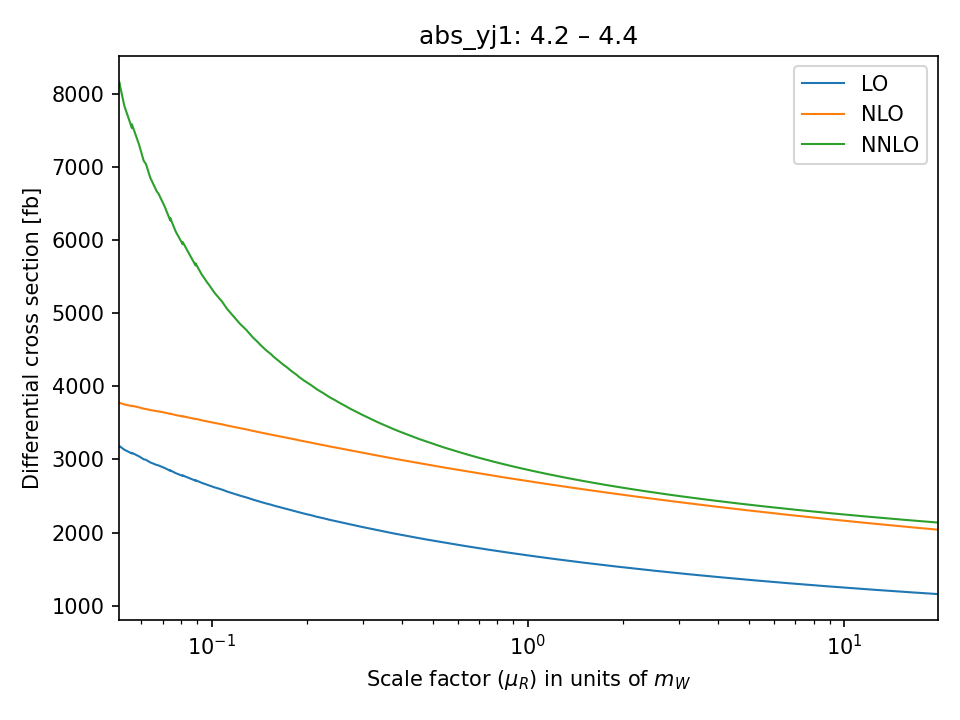 abs_yj1: 4.2 – 4.4
8000
7000
6000
5000
4000
3000
2000
1000
Differential cross section [fb]
LO
NLO
NNLO
10⁻¹
10⁰
10¹
Scale factor (μ_R) in units of m_W